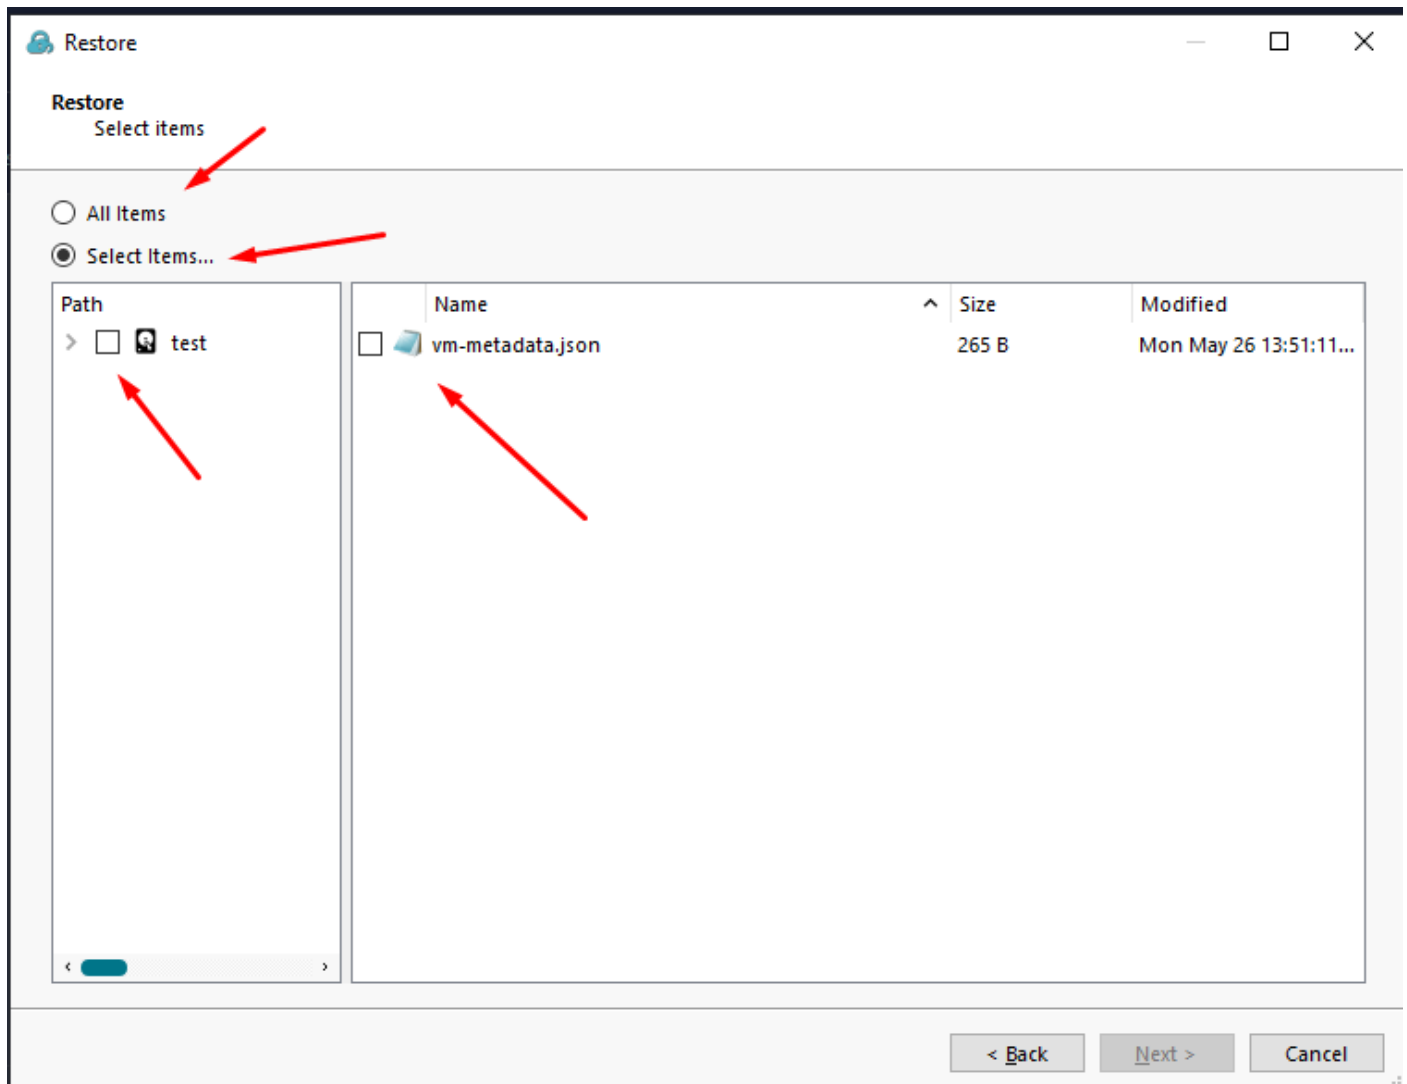 Restore
Restore
Select items
All Items
Select Items...
Path
Name
Size
Modified
test
vm-metadata.json
265 B
Mon May 26 13:51:11...
< Back
Next >
Cancel